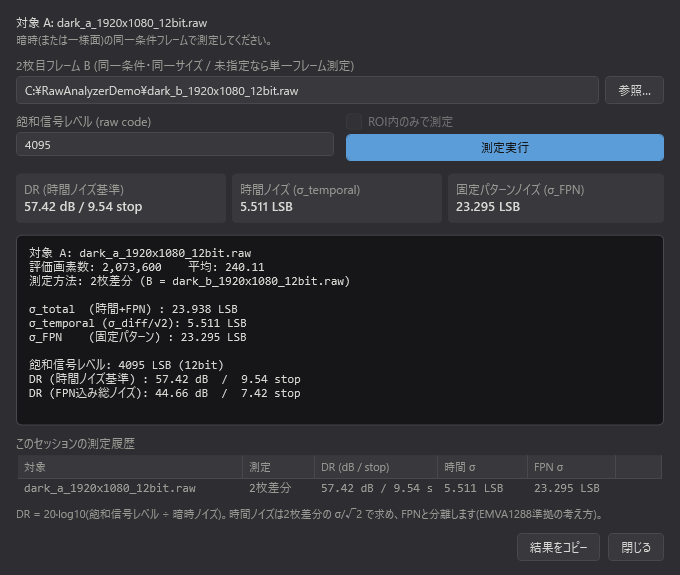 対象 A: dark_a_1920x1080_12bit.raw
暗時(または一様面)の同一条件フレームで測定してください。
2枚目フレーム B (同一条件・同一サイズ / 未指定なら単一フレーム測定)
C:¥RawAnalyzerDemo¥dark_b_1920x1080_12bit.raw
参照...
飽和信号レベル (raw code)
ROI内のみで測定
4095
測定実行
DR (時間ノイズ基準)
57.42 dB / 9.54 stop
時間ノイズ (σ_temporal)
5.511 LSB
固定パターンノイズ (σ_FPN)
23.295 LSB
対象 A: dark_a_1920x1080_12bit.raw
評価画素数: 2,073,600　 平均: 240.11
測定方法: 2枚差分 (B = dark_b_1920x1080_12bit.raw)
σ_total （時間+FPN) : 23.938 LSB
σ_temporal (σ_diff/√2): 5.511 LSB
σ_FPN （固定パターン) : 23.295 LSB
飽和信号レベル: 4095 LSB (12bit)
DR (時間ノイズ基準) : 57.42 dB / 9.54 stop
DR (FPN込み総ノイズ): 44.66 dB / 7.42 stop
このセッションの測定履歴
対象 測定 DR (dB / stop) 時間 σ FPN σ
dark_a_1920x1080_12bit.raw 2枚差分 57.42 dB / 9.54 s 5.511 LSB 23.295 LSB
DR = 20·log10(飽和信号レベル ÷ 暗時ノイズ)。時間ノイズは2枚差分の σ/√2 で求め、FPNと分離します(EMVA1288準拠の考え方)。
結果をコピー
閉じる